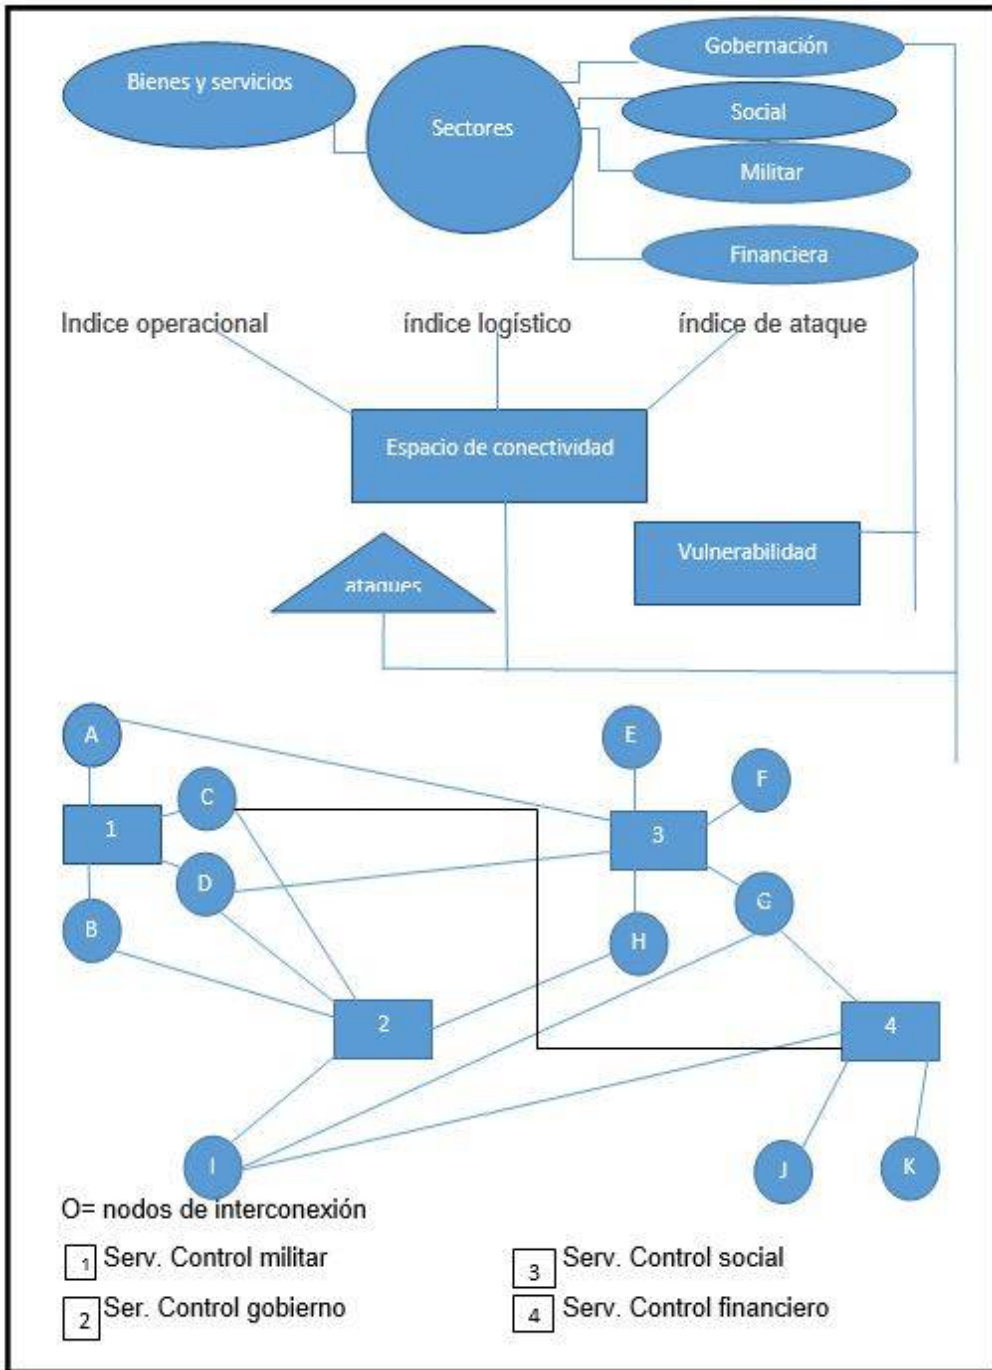 Gobernación
Bienes y servicios
Sectores
Social
Militar
Financiera
Indice operacional
índice logístico
índice de ataque
Espacio de conectividad
Vulnerabilidad
ataques
A
E
F
C
1
3
D
G
B
H
2
4
I
J
K
O= nodos de interconexión
1 Serv. Control militar
3 Serv. Control social
2 Ser. Control gobierno
4 Serv. Control financiero